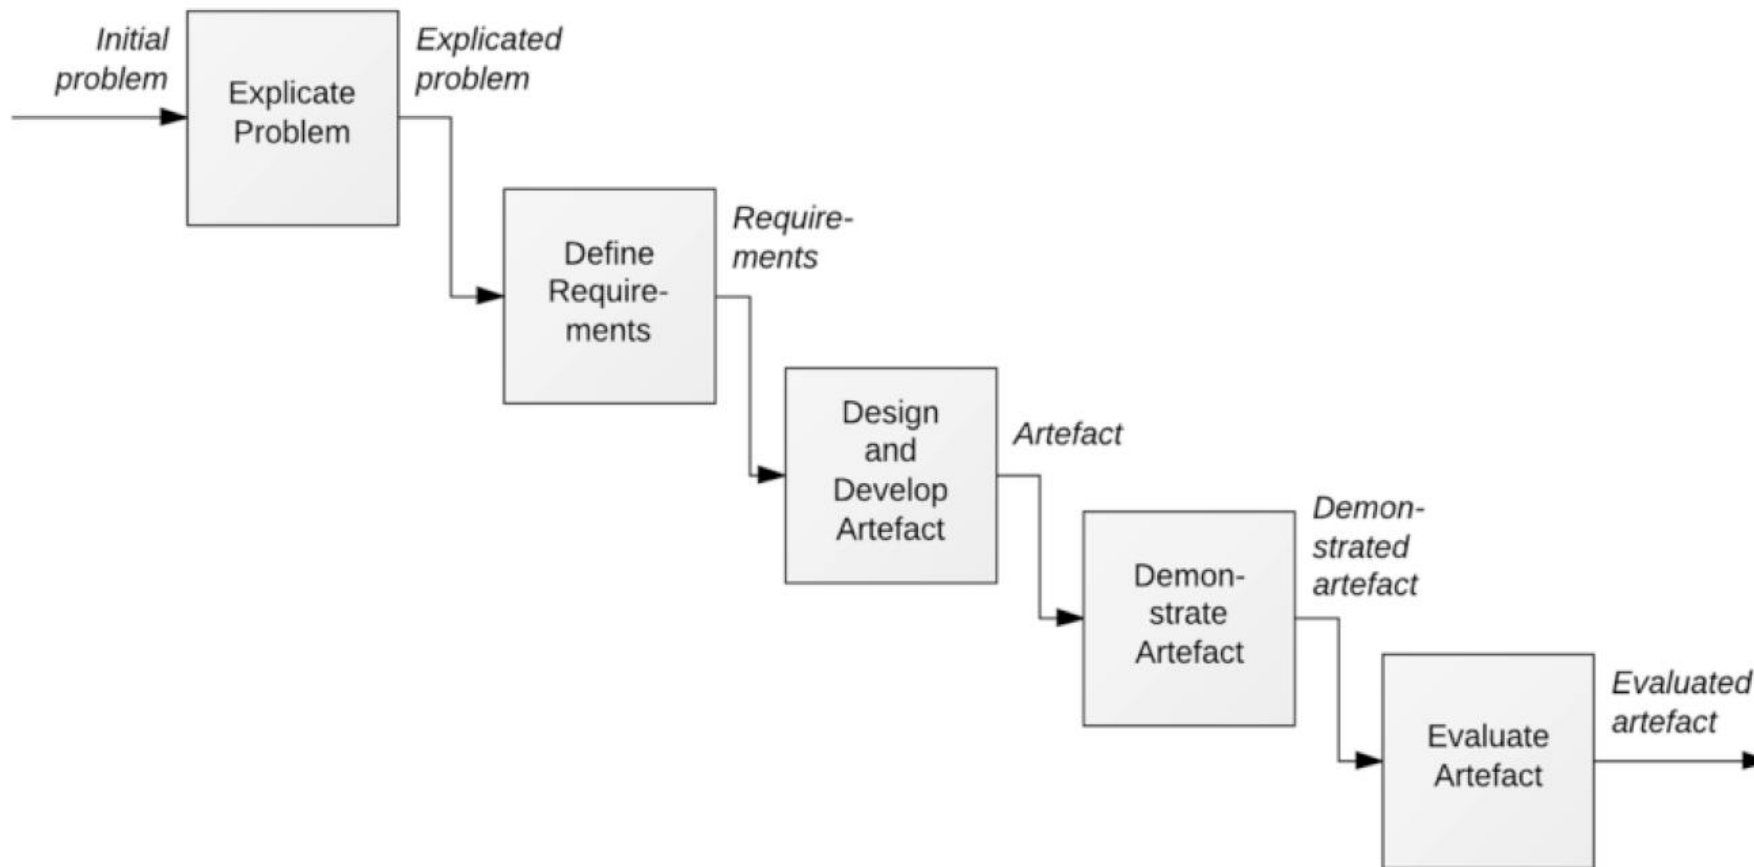 Initial
problem
Explicate
Problem
Explicated
problem
Define
Require-
ments
Require-
ments
Design
and
Develop
Artefact
Artefact
Demon-
strate
Artefact
Demon-
strated
artefact
Evaluate
Artefact
Evaluated
artefact